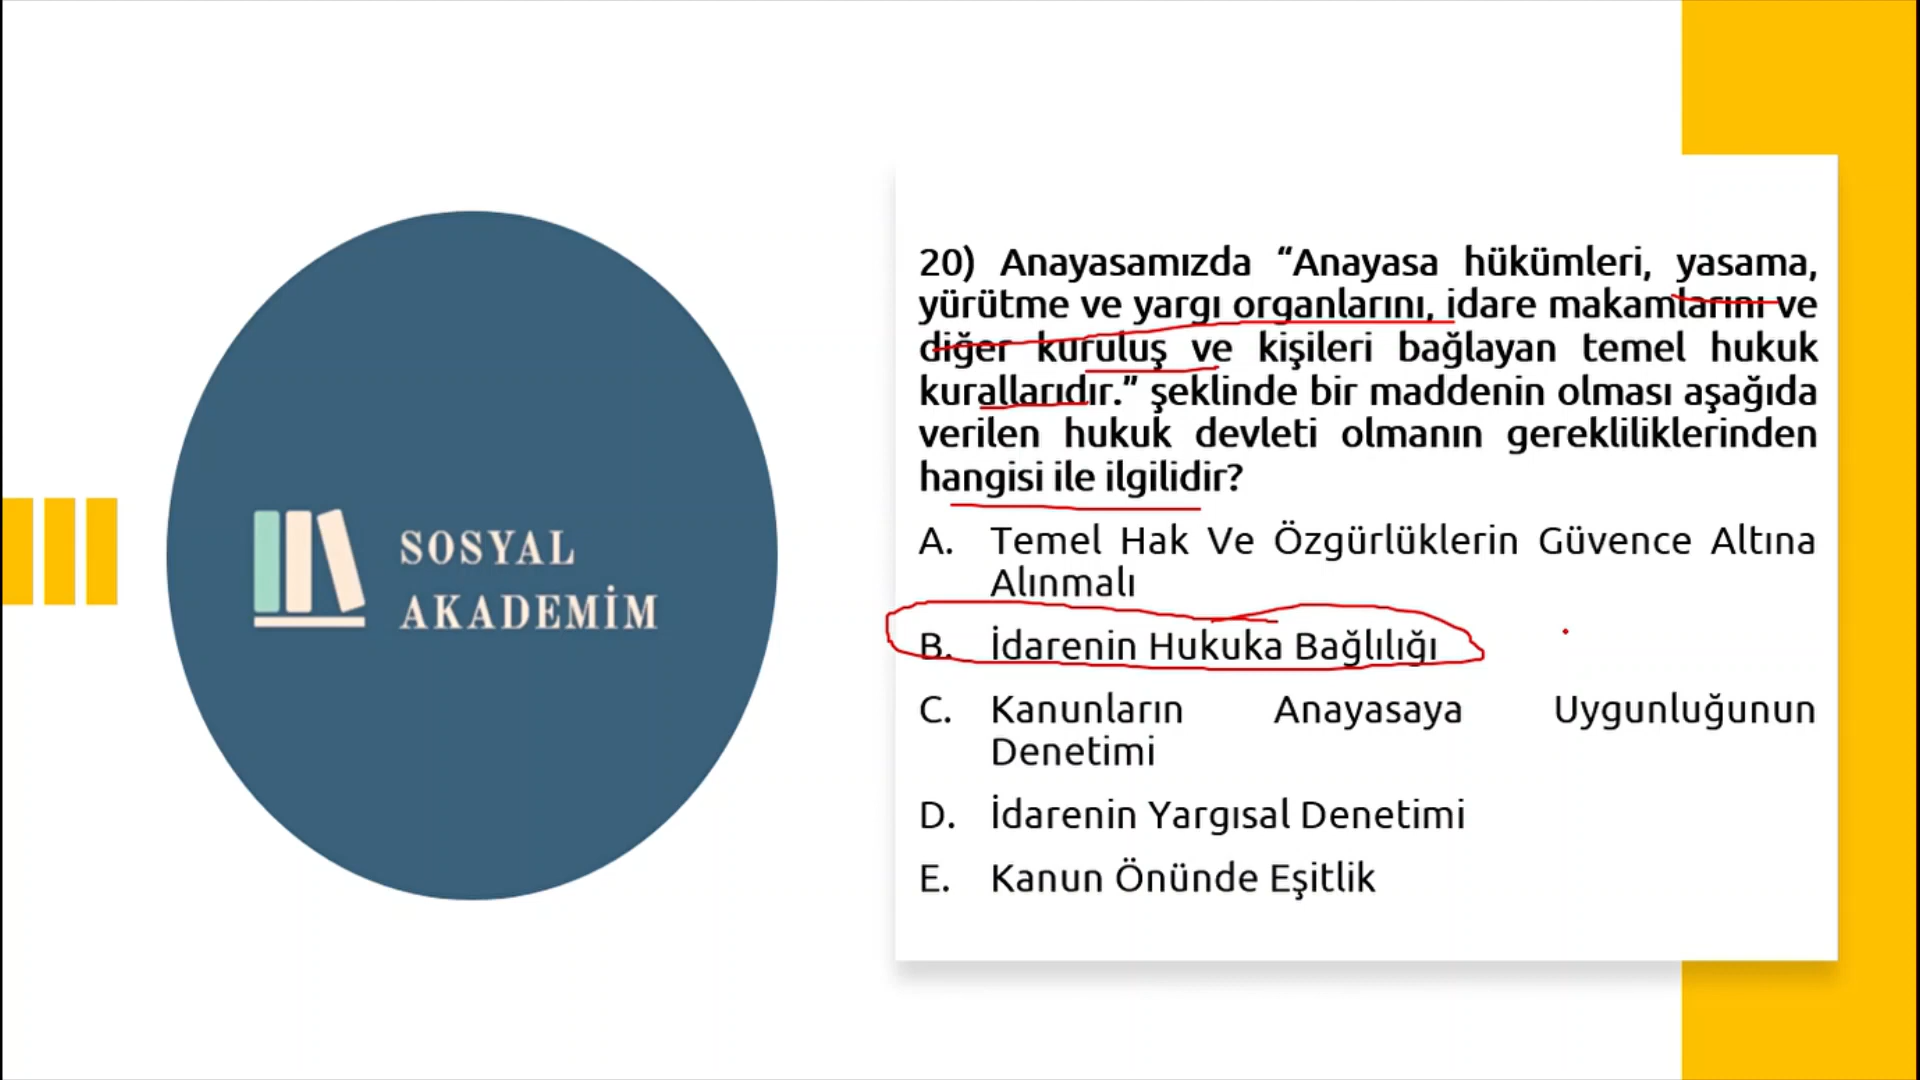 SOSYAL
AKADEMİM
20) Anayasamızda “Anayasa hükümleri, yasama,
yürütme ve yargı organlarını, idare makamlarını ve
diğer kuruluş ve kişileri bağlayan temel hukuk
kurallarıdır.” şeklinde bir maddenin olması aşağıda
verilen hukuk devleti olmanın gerekliliklerinden
hangisi ile ilgilidir?
A. Temel Hak Ve Özgürlüklerin Güvence Altına
Alınmalı
B. İdarenin Hukuka Bağlılığı
C. Kanunların Anayasaya Uygunluğunun
Denetimi
D. İdarenin Yargısal Denetimi
E. Kanun Önünde Eşitlik